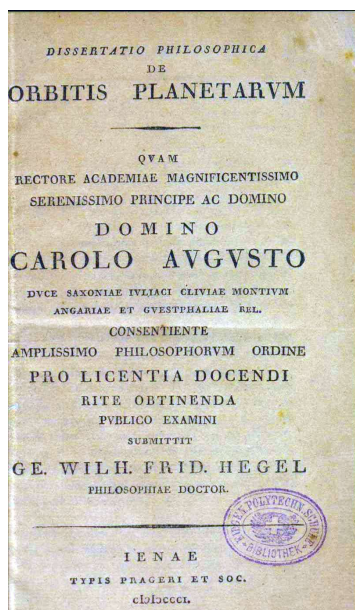 DISSERTATIO PHILOSOPHICA
DE
ORBITIS PLANETARVM
QVAM
RECTORE ACADEMIAE MAGNIFICENTISSIMO
SERENISSIMO PRINCIPE AC DOMINO
DOMINO
CAROLO AVGVSTO
DVCE SAXONIAE IVLIACI CLIVIAE MONTIVM
ANGARIAE ET GVESTPHALIAE REL.
CONSENTIENTE
AMPLISSIMO PHILOSOPHORVM ORDINE
PRO LICENTIA DOCENDI
RITE OBTINENDA
PVBLICO EXAMINI
SUBMITTIT
GE. WILH. FRID. HEGEL
PHILOSOPHIAE DOCTOR.
POLYTECHN.
BIBLIOTHEK
IENAE
TYPIS PRAGERI ET SOC.
cIɔIɔcccI.